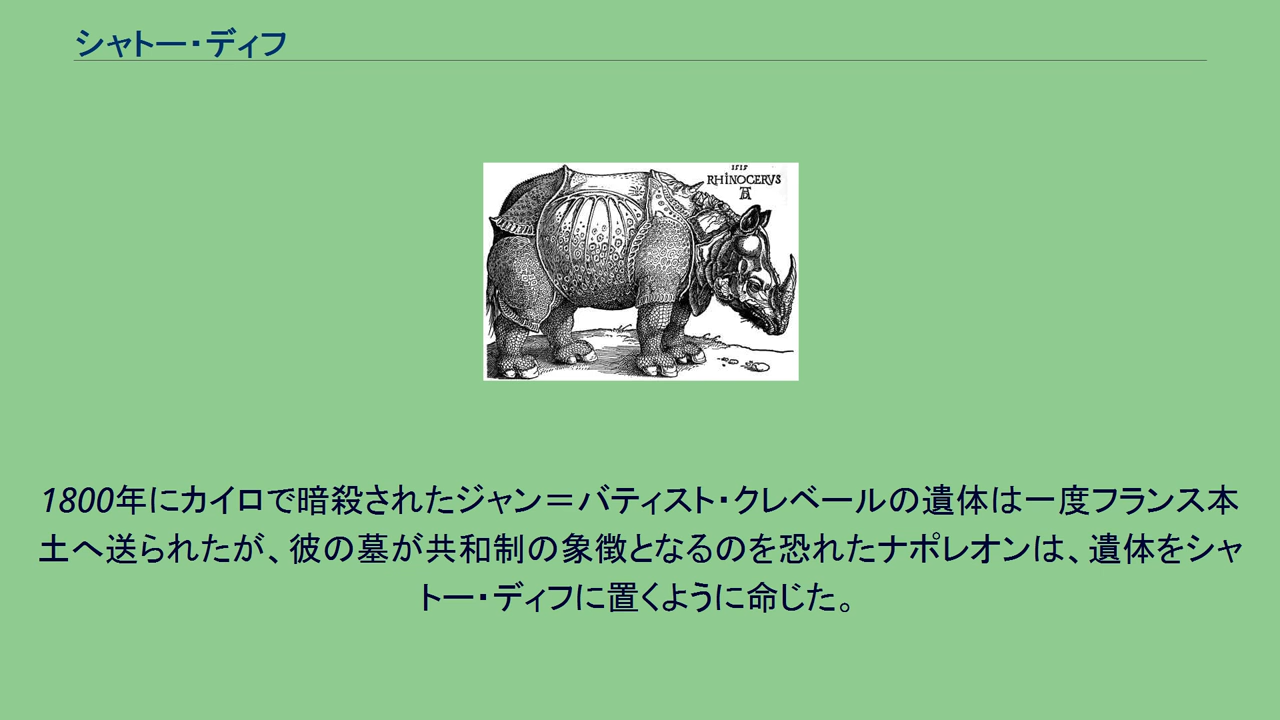 シャトー・ディフ
1515
RHINOCERVS
AD
1800年にカイロで暗殺されたジャン＝バティスト・クレベールの遺体は一度フランス本
土へ送られたが、彼の墓が共和制の象徴となるのを恐れたナポレオンは、遺体をシャ
トー・ディフに置くように命じた。